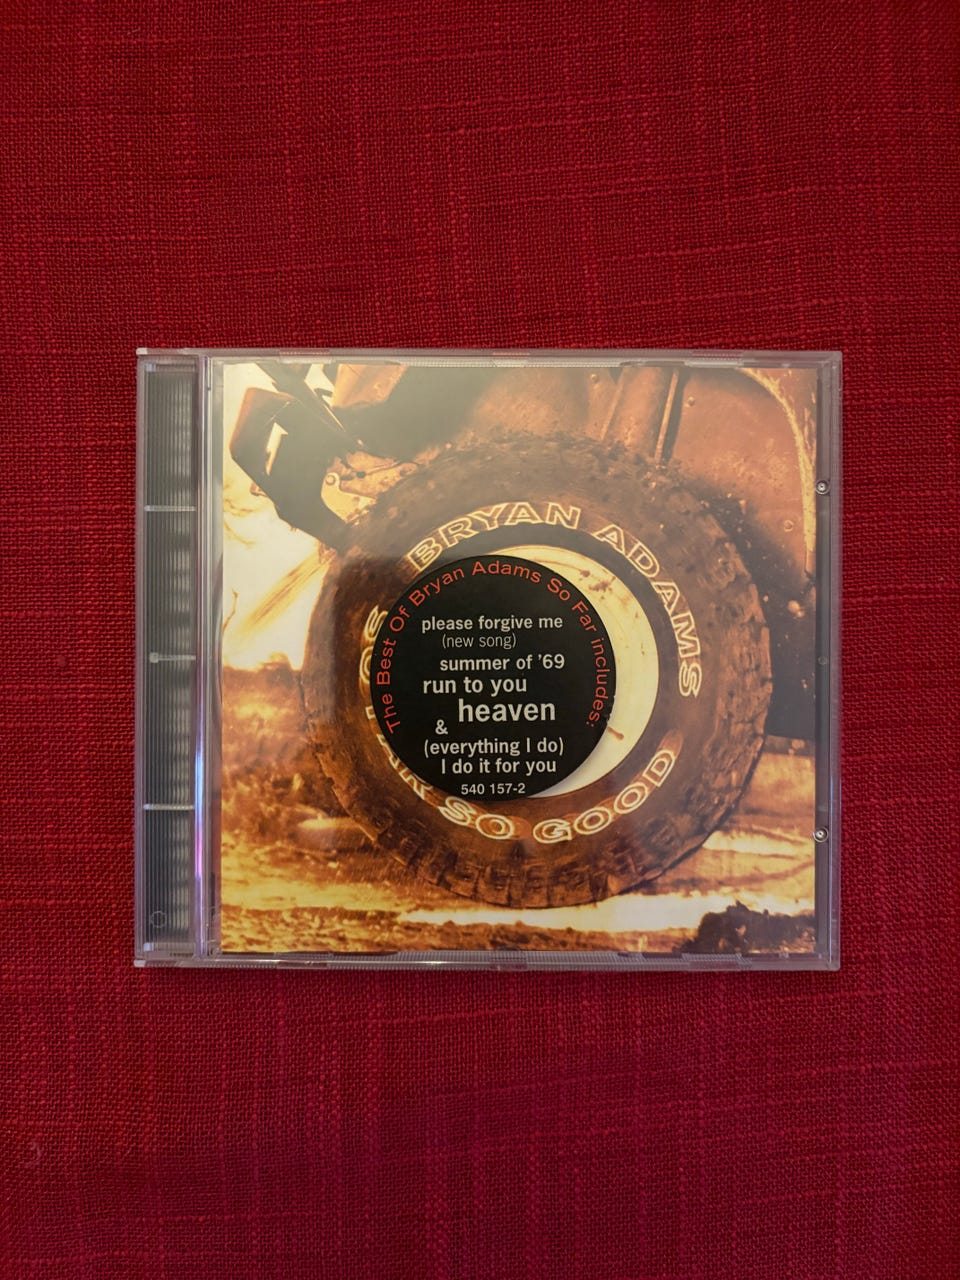 BRYAN ADAMS
SO GOOD
The Best Of Bryan Adams So Far includes:
please forgive me
(new song)
summer of '69
run to you
heaven
&
(everything I do)
I do it for you
540 157-2